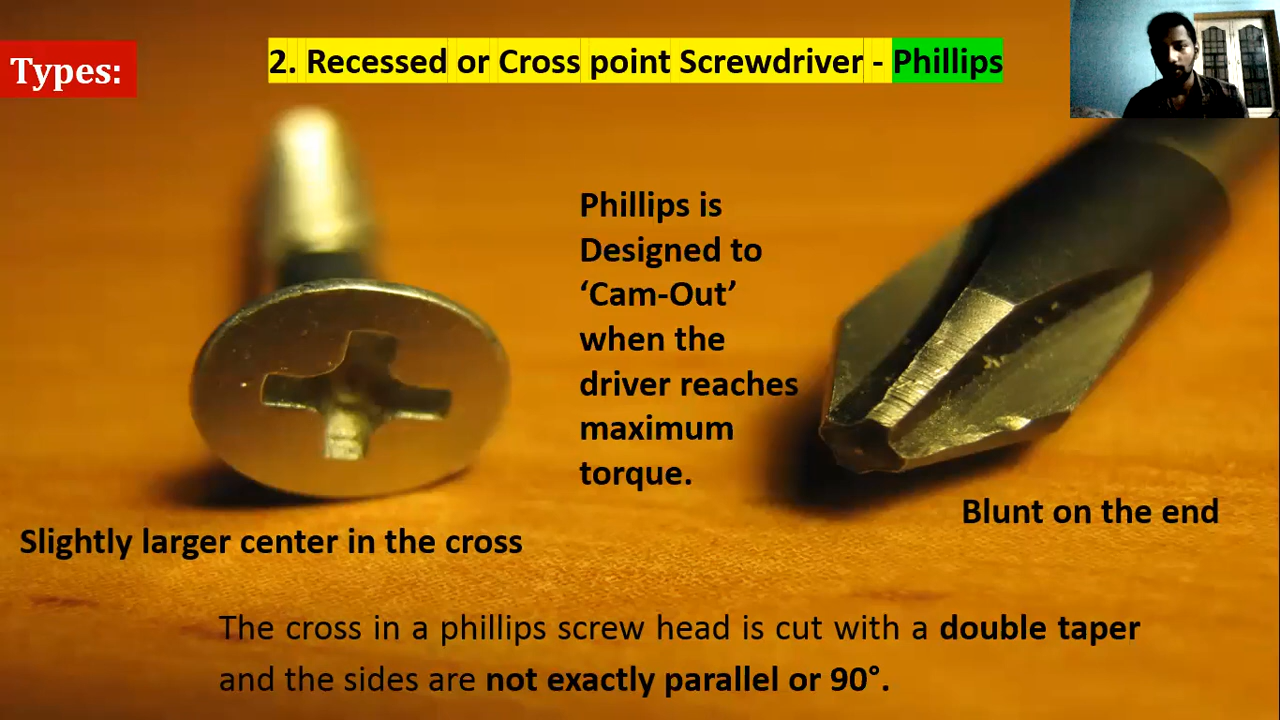 Types:
2. Recessed or Cross point Screwdriver - Phillips
Phillips is
Designed to
‘Cam-Out’
when the
driver reaches
maximum
torque.
Blunt on the end
Slightly larger center in the cross
The cross in a phillips screw head is cut with a double taper
and the sides are not exactly parallel or 90°.